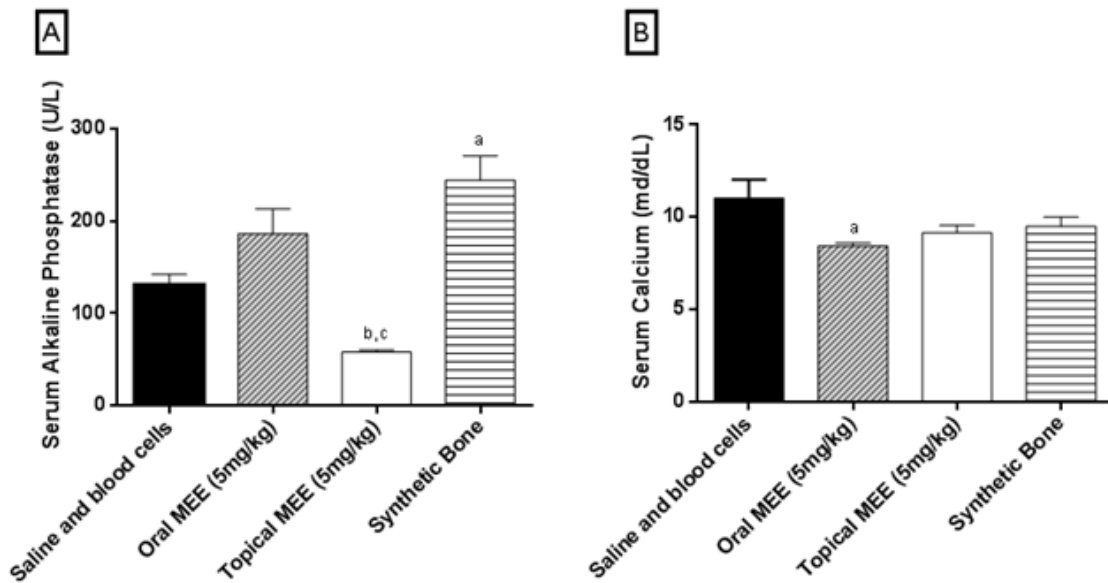 A
Serum Alkaline Phosphatase (U/L)
300
200
100
0
a
b,c
Saline and blood cells
Oral MEE (5mg/kg)
Topical MEE (5mg/kg)
Synthetic Bone
B
Serum Calcium (md/dL)
15
10
5
0
a
Saline and blood cells
Oral MEE (5mg/kg)
Topical MEE (5mg/kg)
Synthetic Bone